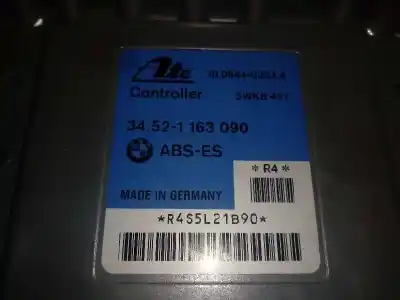 Ate
Controller
34.52-1 163 090
ABS-ES
*R4*
MADE IN GERMANY
*R4S5L21B90*